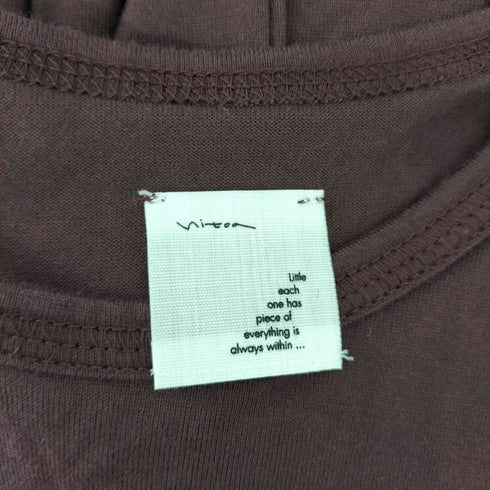 nitca
Little
each
one has
piece of
everything is
always within ...